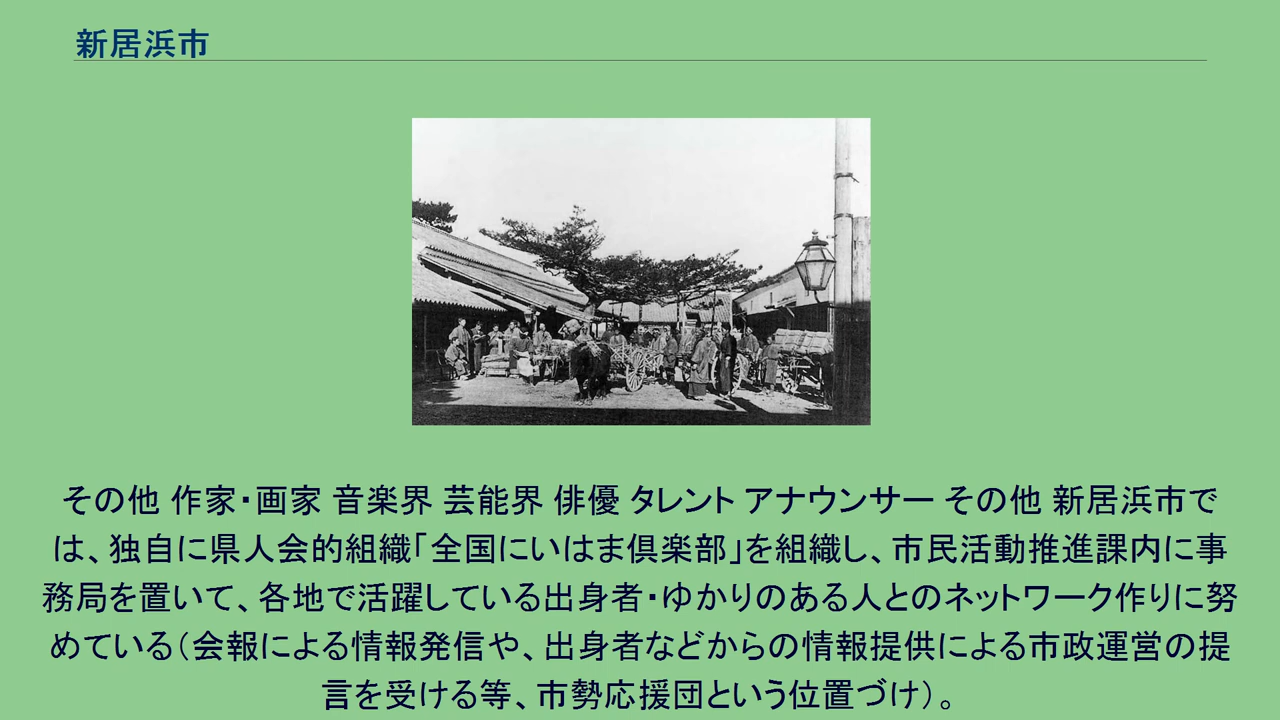 新居浜市
その他 作家・画家 音楽界 芸能界 俳優 タレント アナウンサー その他 新居浜市で
は、独自に県人会的組織「全国にいはま倶楽部」を組織し、市民活動推進課内に事
務局を置いて、各地で活躍している出身者・ゆかりのある人とのネットワーク作りに努
めている（会報による情報発信や、出身者などからの情報提供による市政運営の提
言を受ける等、市勢応援団という位置づけ）。